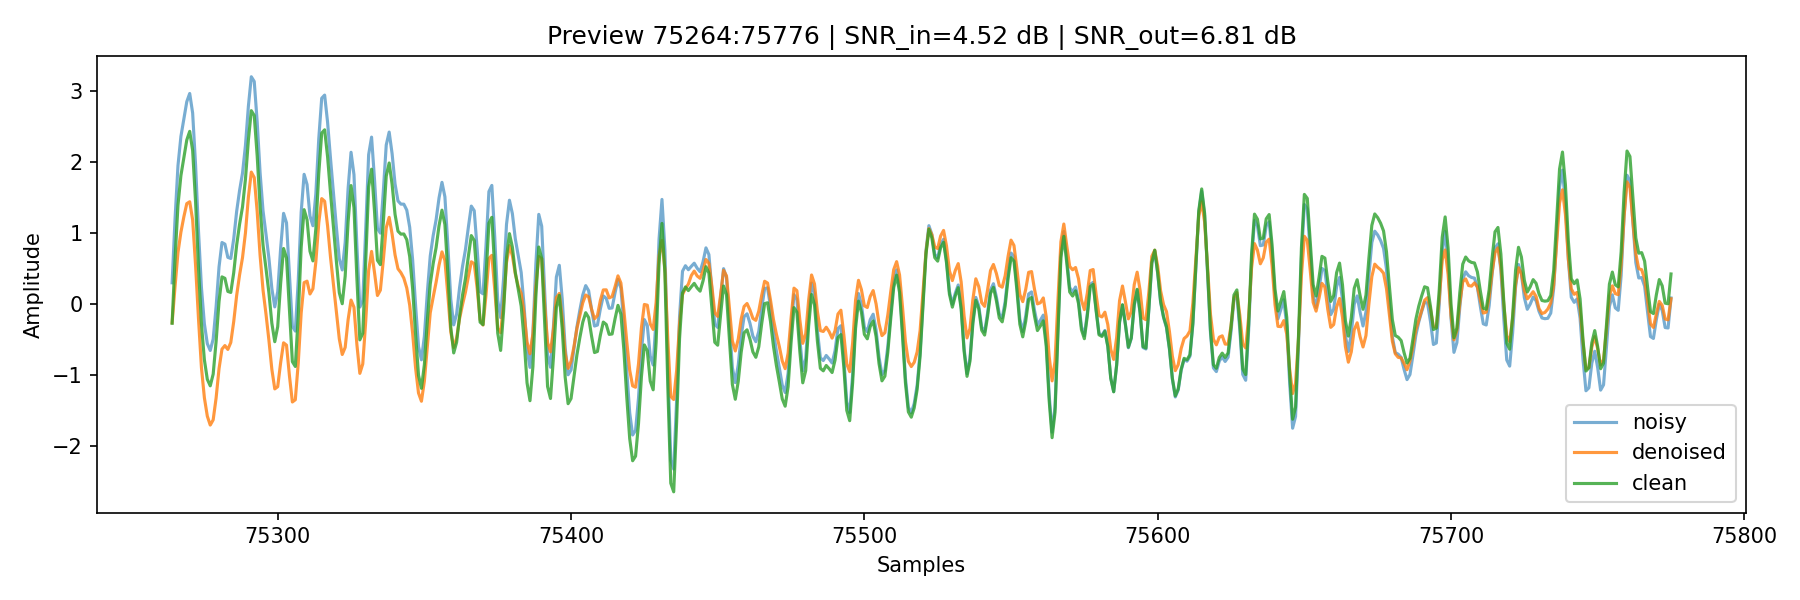 Preview 75264:75776 | SNR_in=4.52 dB | SNR_out=6.81 dB
Amplitude
3
2
1
0
−1
−2
noisy
denoised
clean
75300 75400 75500 75600 75700 75800
Samples